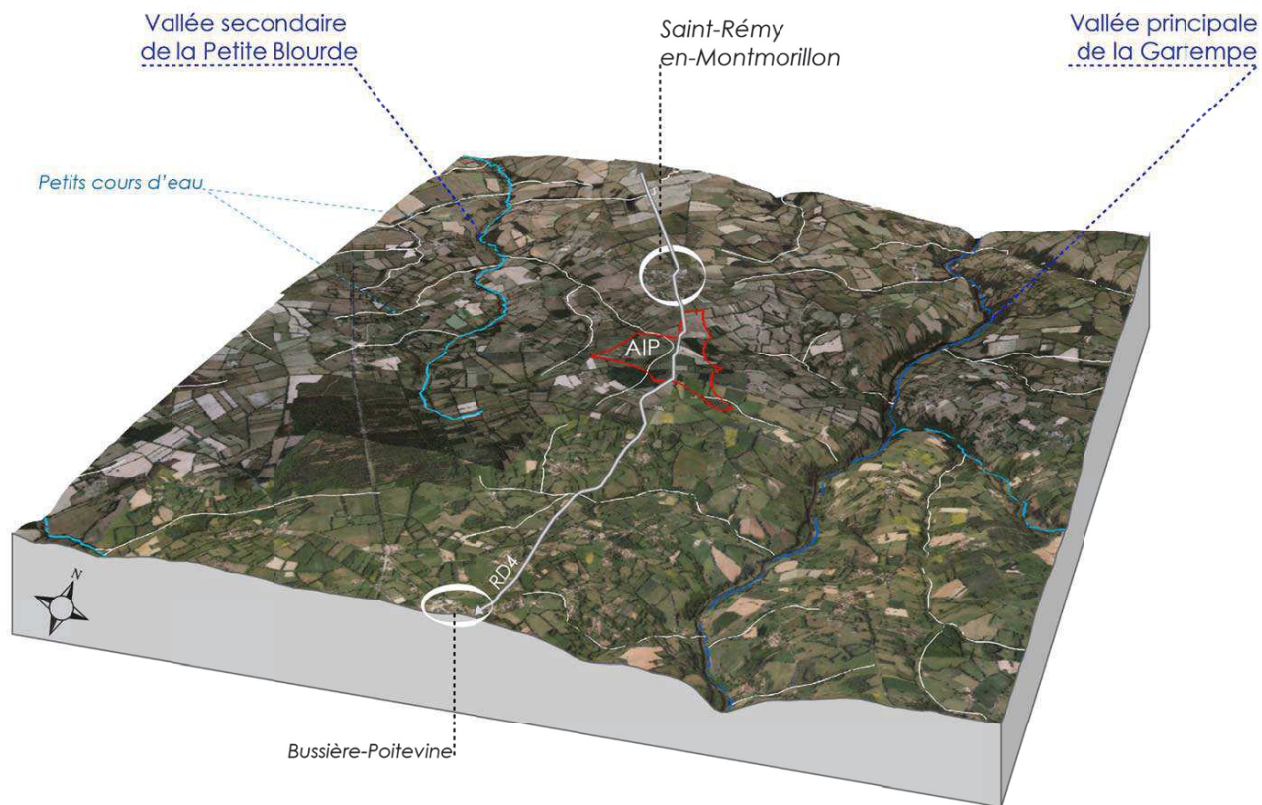 Vallée secondaire
de la Petite Blourde
Saint-Rémy
en-Montmorillon
Vallée principale
de la Gartempe
Petits cours d'eau
AIP
RD4
N
Bussière-Poitevine